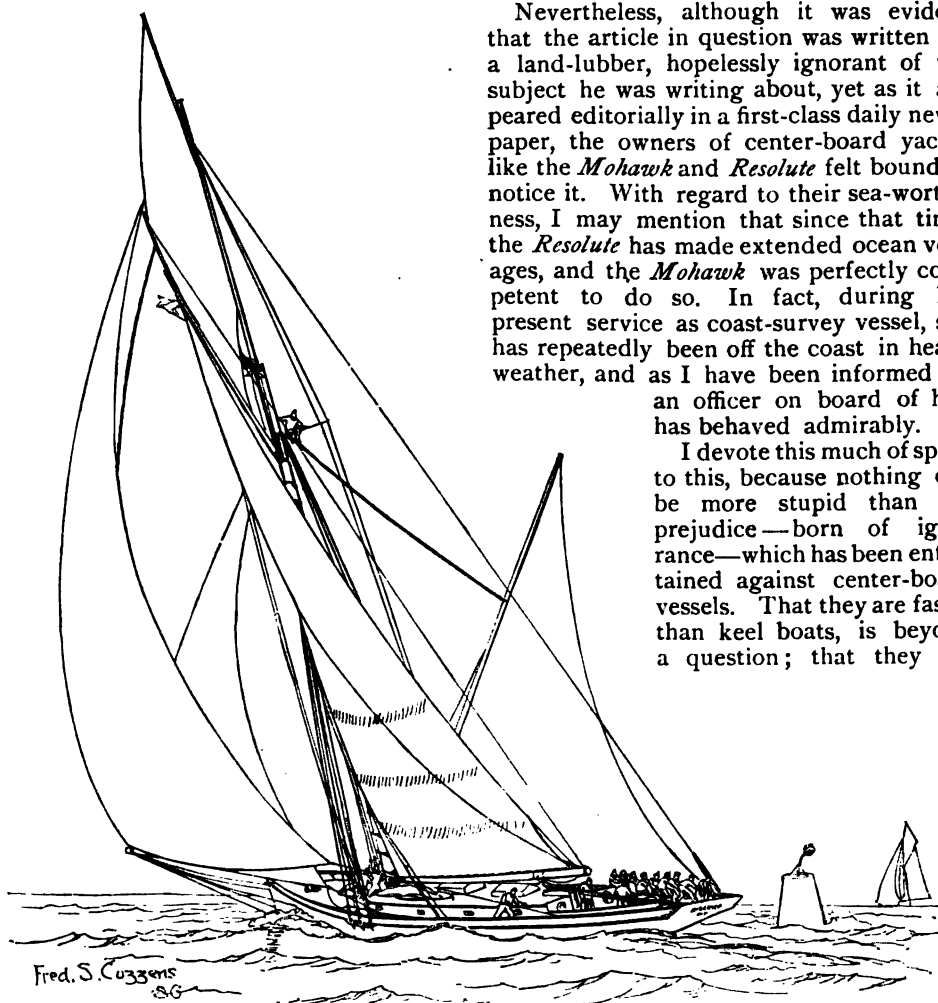 Nevertheless, although it was evide
that the article in question was written
a land-lubber, hopelessly ignorant of
subject he was writing about, yet as it a
peared editorially in a first-class daily new
paper, the owners of center-board yac
like the Mohawk and Resolute felt bound
notice it. With regard to their sea-wort
ness, I may mention that since that tim
the Resolute has made extended ocean vo
ages, and the Mohawk was perfectly co
petent to do so. In fact, during
present service as coast-survey vessel, s
has repeatedly been off the coast in hea
weather, and as I have been informed
an officer on board of h
has behaved admirably.
I devote this much of sp
to this, because nothing c
be more stupid than
prejudice—born of ig
rance—which has been ent
tained against center-bo
vessels. That they are fas
than keel boats, is beyo
a question; that they
Fred. S. Cozzens